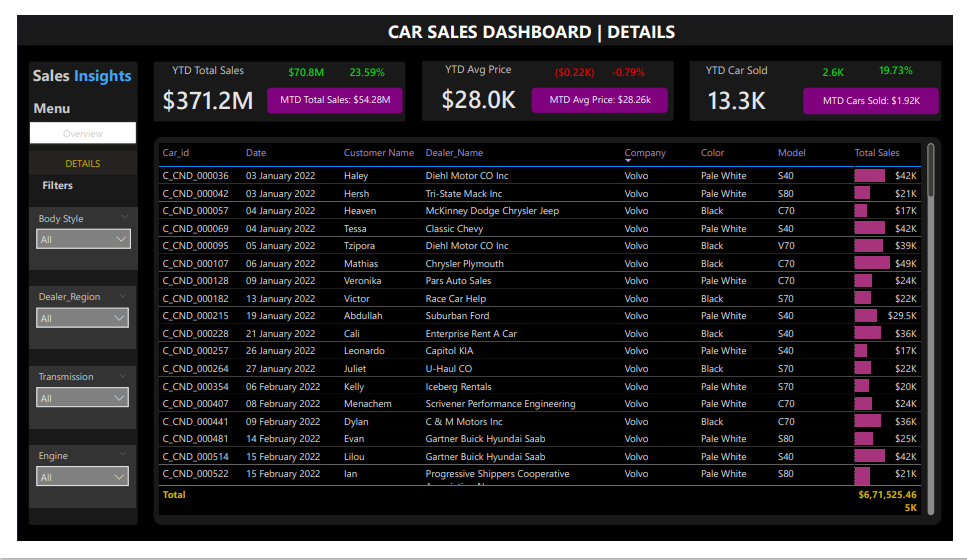 CAR SALES DASHBOARD | DETAILS
Sales Insights
Menu
Overview
DETAILS
Filters
Body Style
All
Dealer_Region
All
Transmission
All
Engine
All
YTD Total Sales $70.8M 23.59%
$371.2M MTD Total Sales: $54.28M
YTD Avg Price ($0.22K) -0.79%
$28.0K MTD Avg Price: $28.26k
YTD Car Sold 2.6K 19.73%
13.3K MTD Cars Sold: $1.92K
Car_id Date Customer Name Dealer_Name Company Color Model Total Sales
C_CND_000036 03 January 2022 Haley Diehl Motor CO Inc Volvo Pale White S40 $42K
C_CND_000042 03 January 2022 Hersh Tri-State Mack Inc Volvo Pale White S80 $21K
C_CND_000057 04 January 2022 Heaven McKinney Dodge Chrysler Jeep Volvo Black C70 $17K
C_CND_000069 04 January 2022 Tessa Classic Chevy Volvo Pale White S40 $42K
C_CND_000095 05 January 2022 Tzipora Diehl Motor CO Inc Volvo Black V70 $39K
C_CND_000107 06 January 2022 Mathias Chrysler Plymouth Volvo Black C70 $49K
C_CND_000128 09 January 2022 Veronika Pars Auto Sales Volvo Pale White C70 $24K
C_CND_000182 13 January 2022 Victor Race Car Help Volvo Black S70 $22K
C_CND_000215 19 January 2022 Abdullah Suburban Ford Volvo Pale White S40 $29.5K
C_CND_000228 21 January 2022 Cali Enterprise Rent A Car Volvo Black S40 $36K
C_CND_000257 26 January 2022 Leonardo Capitol KIA Volvo Pale White S40 $17K
C_CND_000264 27 January 2022 Juliet U-Haul CO Volvo Black S70 $22K
C_CND_000354 06 February 2022 Kelly Iceberg Rentals Volvo Pale White S70 $20K
C_CND_000407 08 February 2022 Menachem Scrivener Performance Engineering Volvo Pale White S70 $24K
C_CND_000441 09 February 2022 Dylan C & M Motors Inc Volvo Black C70 $36K
C_CND_000481 14 February 2022 Evan Gartner Buick Hyundai Saab Volvo Pale White S80 $25K
C_CND_000514 15 February 2022 Lilou Gartner Buick Hyundai Saab Volvo Pale White S40 $42K
C_CND_000522 15 February 2022 Ian Progressive Shippers Cooperative Volvo Pale White S80 $21K
Total $6,71,525.46
5K